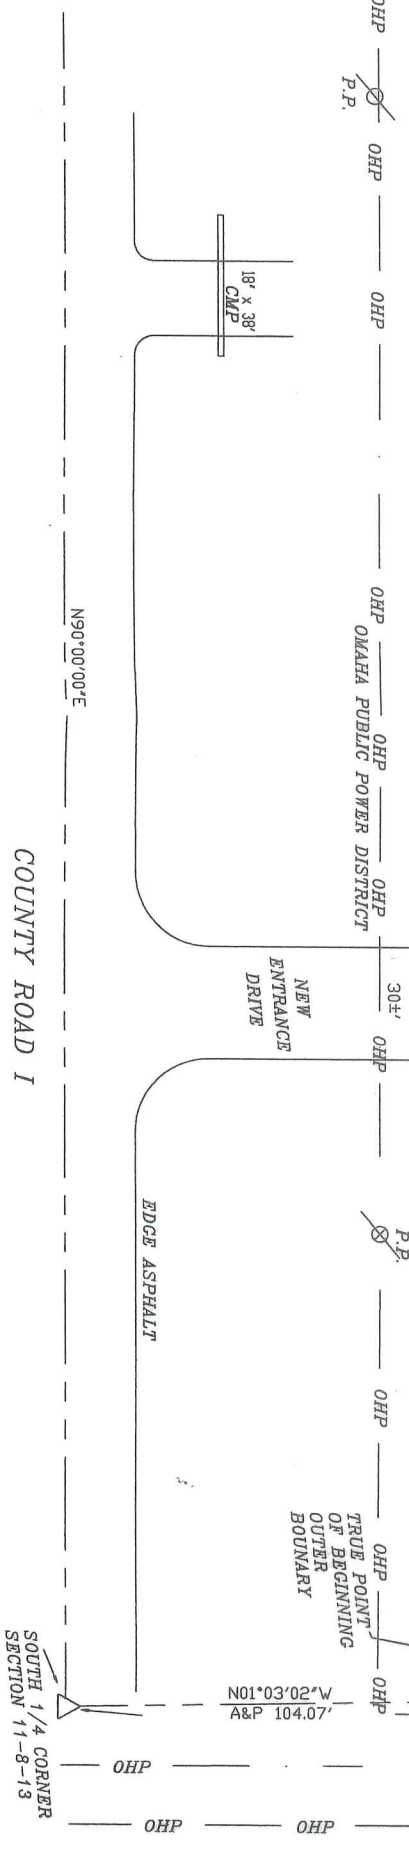 OHP
P.P.
OHP
OHP
18' x 38'
CMP
OHP
OHP
OHP
OMAHA PUBLIC POWER DISTRICT
N90°00'00"E
COUNTY ROAD I
30±'
NEW
ENTRANCE
DRIVE
OHP
P.P.
EDGE ASPHALT
OHP
OHP
OHP
TRUE POINT
OF BEGINNING
OUTER
BOUNARY
N01°03'02"W
A&P 104.07'
SOUTH 1/4 CORNER
SECTION 11-8-13
OHP
OHP
OHP